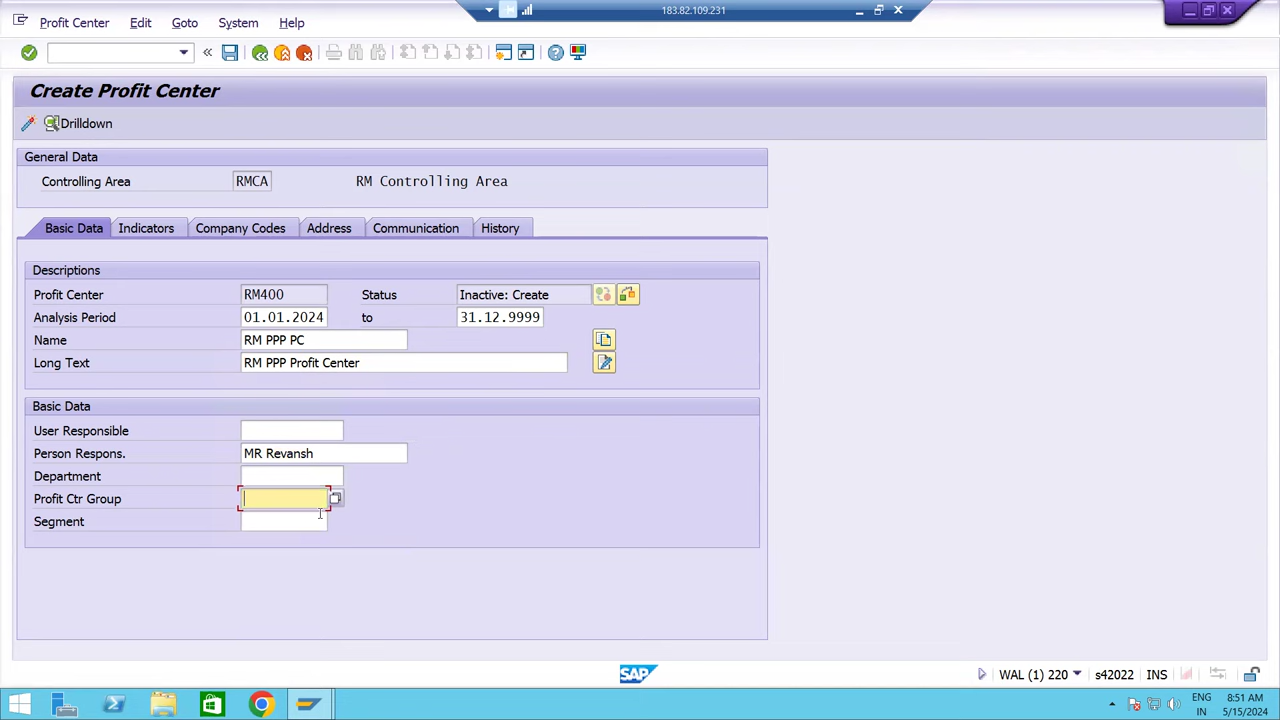 Profit Center Edit Goto System Help
183.82.109.231
Create Profit Center
Drilldown
General Data
Controlling Area RMCA RM Controlling Area
Basic Data Indicators Company Codes Address Communication History
Descriptions
Profit Center RM400 Status Inactive: Create
Analysis Period 01.01.2024 to 31.12.9999
Name RM PPP PC
Long Text RM PPP Profit Center
Basic Data
User Responsible
Person Respons. MR Revansh
Department
Profit Ctr Group
Segment
SAP
WAL (1) 220 s42022 INS
ENG 8:51 AM
IN 5/15/2024